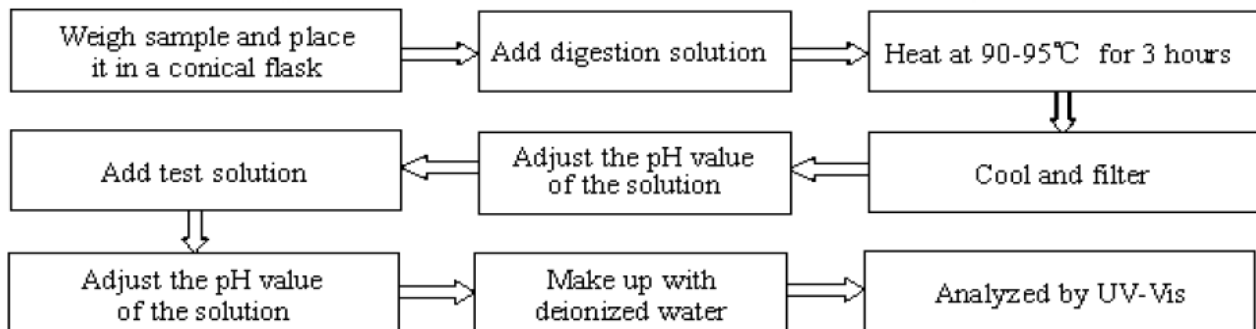 Weigh sample and place
it in a conical flask
Add digestion solution
Heat at 90-95℃ for 3 hours
Cool and filter
Adjust the pH value
of the solution
Add test solution
Adjust the pH value
of the solution
Make up with
deionized water
Analyzed by UV-Vis